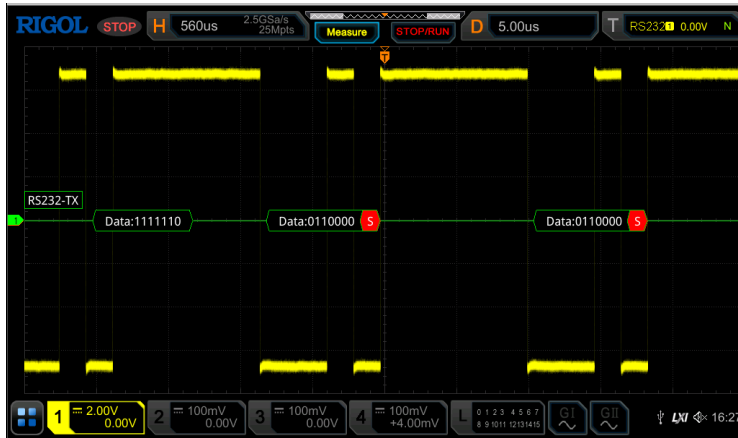 RIGOL STOP H 560us 2.5GSa/s 25Mpts Measure STOP/RUN D 5.00us T RS232 1 0.00V N
T
RS232-TX
1 Data:1111110 Data:0110000 S Data:0110000 S
1 2.00V 0.00V 2 100mV 0.00V 3 100mV 0.00V 4 100mV +4.00mV L 0 1 2 3 4 5 6 7 8 9 10 11 12 13 14 15 GI GII LXI 16:27